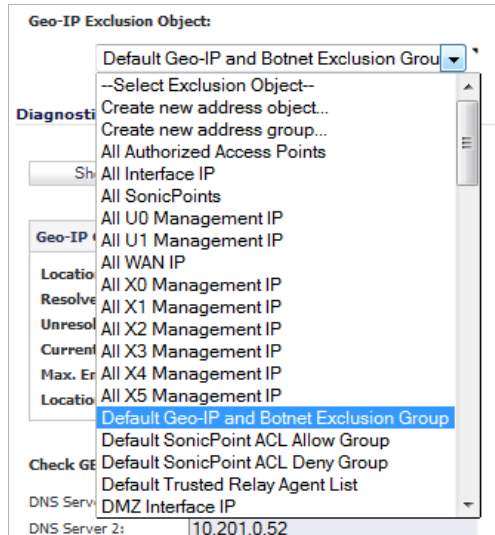 Geo-IP Exclusion Object:
Default Geo-IP and Botnet Exclusion Grou
--Select Exclusion Object--
Create new address object...
Create new address group...
All Authorized Access Points
All Interface IP
All SonicPoints
All U0 Management IP
All U1 Management IP
All WAN IP
All X0 Management IP
All X1 Management IP
All X2 Management IP
All X3 Management IP
All X4 Management IP
All X5 Management IP
Default Geo-IP and Botnet Exclusion Group
Default SonicPoint ACL Allow Group
Default SonicPoint ACL Deny Group
Default Trusted Relay Agent List
DMZ Interface IP
Diagnosti
Sh
Geo-IP
Locatio
Resolve
Unresol
Current
Max. En
Locatio
Check GE
DNS Serv
DNS Server 2:
10.201.0.52